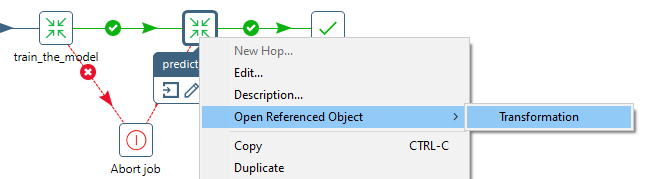 train_the_model
predict
New Hop...
Edit...
Description...
Open Referenced Object
Transformation
Copy CTRL-C
Duplicate
Abort job